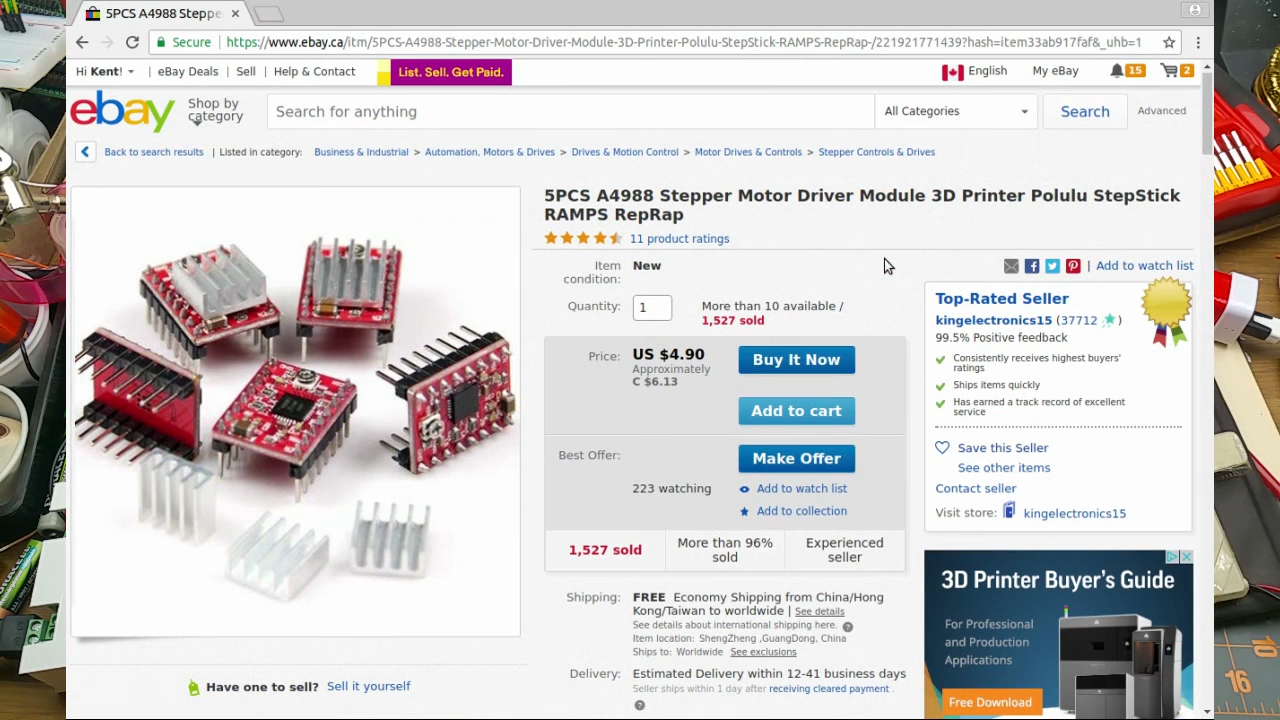 5PCS A4988 Steppe
Secure
https://www.ebay.ca/itm/5PCS-A4988-Stepper-Motor-Driver-Module-3D-Printer-Polulu-StepStick-RAMPS-RepRap-/221921771439?hash=item33ab917faf&_uhb=1
Hi Kent! | eBay Deals | Sell | Help & Contact
List. Sell. Get Paid.
English My eBay 15 2
ebay
Shop by
category
Search for anything
All Categories
Search
Advanced
Back to search results | Listed in category: Business & Industrial > Automation, Motors & Drives > Drives & Motion Control > Motor Drives & Controls > Stepper Controls & Drives
5PCS A4988 Stepper Motor Driver Module 3D Printer Polulu StepStick
RAMPS RepRap
11 product ratings
Item
condition:
New
| Add to watch list
Quantity: 1
More than 10 available /
1,527 sold
Price: US $4.90
Approximately
C $6.13
Buy It Now
Add to cart
Best Offer:
Make Offer
223 watching
Add to watch list
Add to collection
1,527 sold
More than 96%
sold
Experienced
seller
Shipping: FREE Economy Shipping from China/Hong
Kong/Taiwan to worldwide | See details
See details about international shipping here.
Item location: ShengZheng ,GuangDong, China
Ships to: Worldwide See exclusions
Delivery: Estimated Delivery within 12-41 business days
Seller ships within 1 day after receiving cleared payment .
Top-Rated Seller
kingelectronics15 (37712 )
99.5% Positive feedback
Consistently receives highest buyers'
ratings
Ships items quickly
Has earned a track record of excellent
service
Save this Seller
See other items
Contact seller
Visit store: kingelectronics15
3D Printer Buyer's Guide
For Professional
and Production
Applications
Free Download
Have one to sell? Sell it yourself
10
16